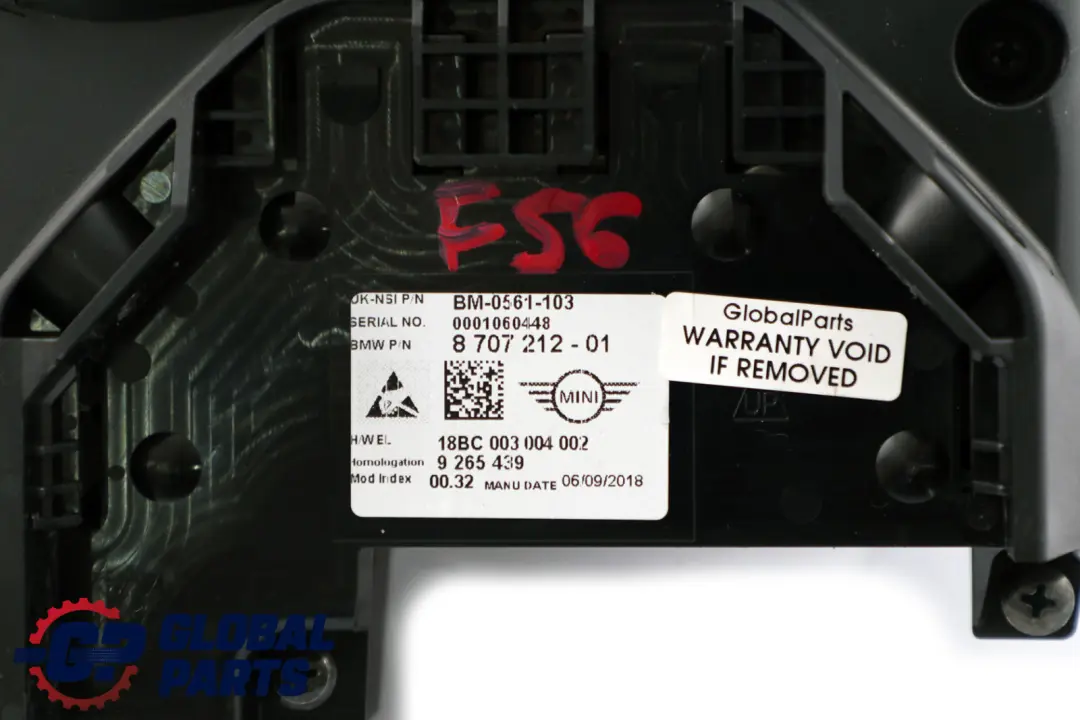 F56
UK-NSI P/N BM-0561-103
SERIAL NO. 0001060448
BMW P/N 8 707 212 - 01
MINI
H/W EL 18BC 003 004 002
Homologation 9 265 439
Mod Index 00.32 MANU DATE 06/09/2018
GlobalParts
WARRANTY VOID
IF REMOVED
UP
GP GLOBAL
PARTS